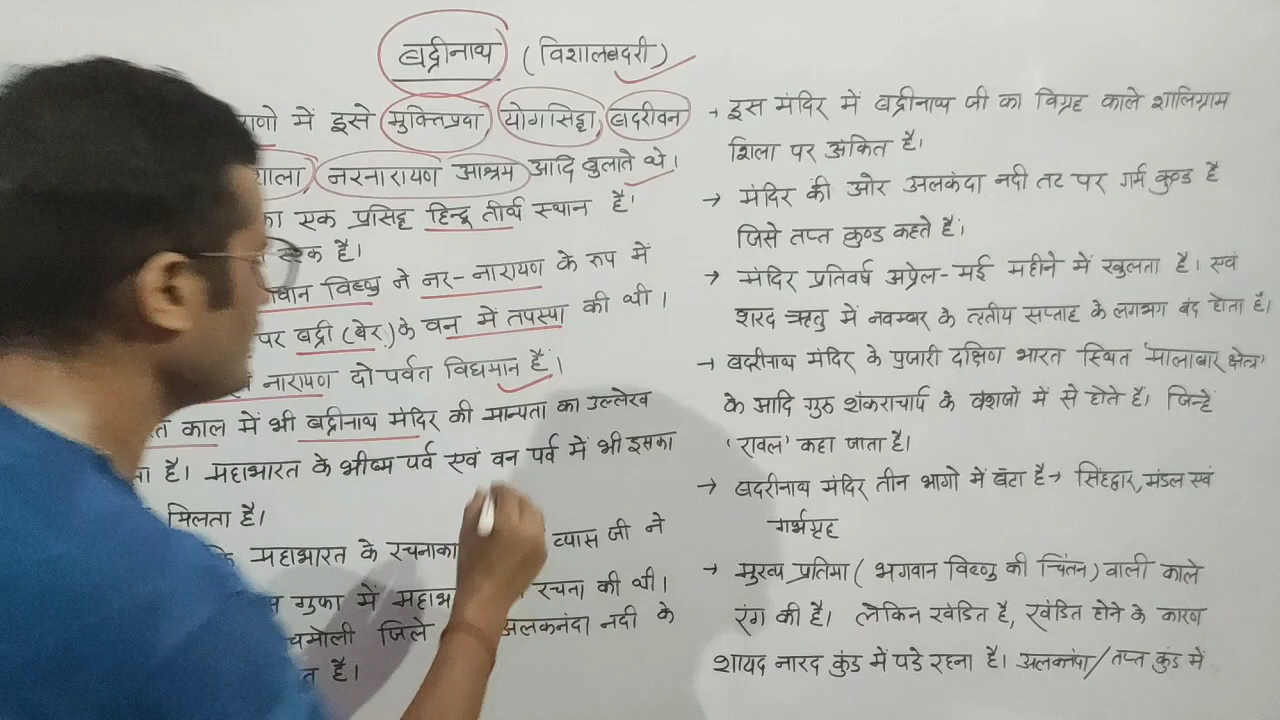 बद्रीनाथ (विशालबदरी)
में इसे मुक्तिप्रदा, योगसिद्धा, बदरीवन
नरनारायण आश्रम आदि बुलाते थे।
एक प्रसिद्द हिन्दू तीर्थ स्थान है।
है।
विष्णु ने नर-नारायण के रूप में
पर बद्री (बेर) के वन में तपस्या की थी।
नारायण दो पर्वत विद्यमान है।
काल में भी बद्रीनाथ मंदिर की मान्यता का उल्लेख
है। महाभारत के भीष्म पर्व एवं वन पर्व में भी इसका
मिलता है।
महाभारत के व्यास जी ने
गुफा में रचना की थी।
चमोली जिले अलकनंदा नदी के
है।
→ इस मंदिर में बद्रीनाथ जी का विग्रह काले शालिग्राम
शिला पर अंकित है।
→ मंदिर की ओर अलकंदा नदी तट पर गर्म कुण्ड है
जिसे तप्त कुण्ड कहते है।
→ मंदिर प्रतिवर्ष अप्रेल-मई महीने में खुलता है। एवं
शरद ऋतु में नवम्बर के तृतीय सप्ताह के लगभग बंद होता है।
→ बदरीनाथ मंदिर के पुजारी दक्षिण भारत स्थित 'मालाबार क्षेत्र'
के आदि गुरु शंकराचार्य के वंशजो में से होते है। जिन्हें
'रावल' कहा जाता है।
→ बदरीनाथ मंदिर तीन भागो में बंटा है→ सिंहद्वार, मंडल एवं
गर्भगृह
→ मुख्य प्रतिमा ( भगवान विष्णु की चिंतन) वाली काले
रंग की है। लेकिन खंडित है, खंडित होने के कारण
शायद नारद कुंड में पडे रहना है। अलकनंदा/तप्त कुंड में